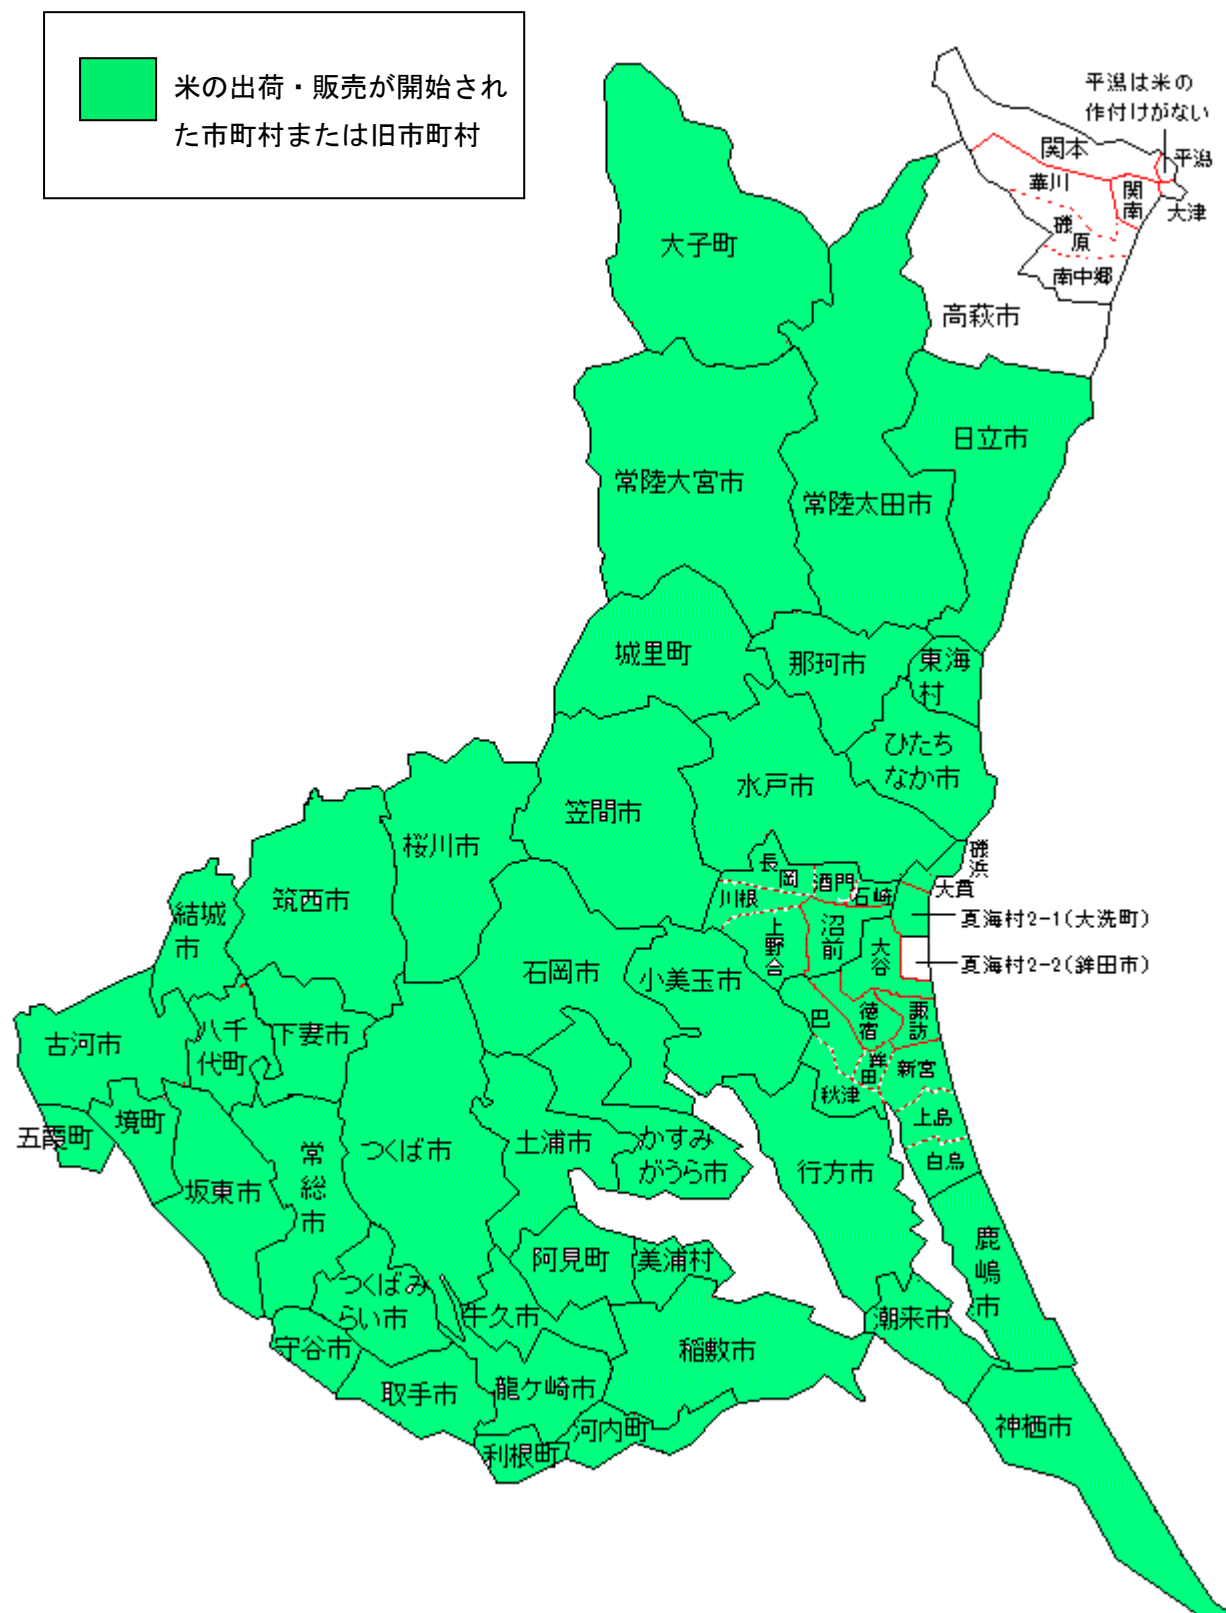 米の出荷・販売が開始され
た市町村または旧市町村
平潟は米の
作付けがない
関本
平潟
華川
関
南
大津
磯
原
南中郷
大子町
高萩市
日立市
常陸大宮市
常陸太田市
城里町
那珂市
東海
村
ひたち
なか市
水戸市
笠間市
桜川市
磯
浜
長
岡
酒門
石崎
大貫
川根
筑西市
結城
市
夏海村2-1(大洗町)
上
野
合
沼
前
大
谷
夏海村2-2(鉾田市)
石岡市
小美玉市
巴
徳
宿
諏
訪
古河市
八千
代町
下妻市
鉾
田
新宮
秋津
上島
白鳥
五霞町
境町
坂東市
常
総
市
つくば市
土浦市
かすみ
がうら市
行方市
鹿
嶋
市
阿見町
美浦村
つくばみ
らい市
牛久市
潮来市
守谷市
稲敷市
取手市
龍ケ崎市
河内町
利根町
神栖市